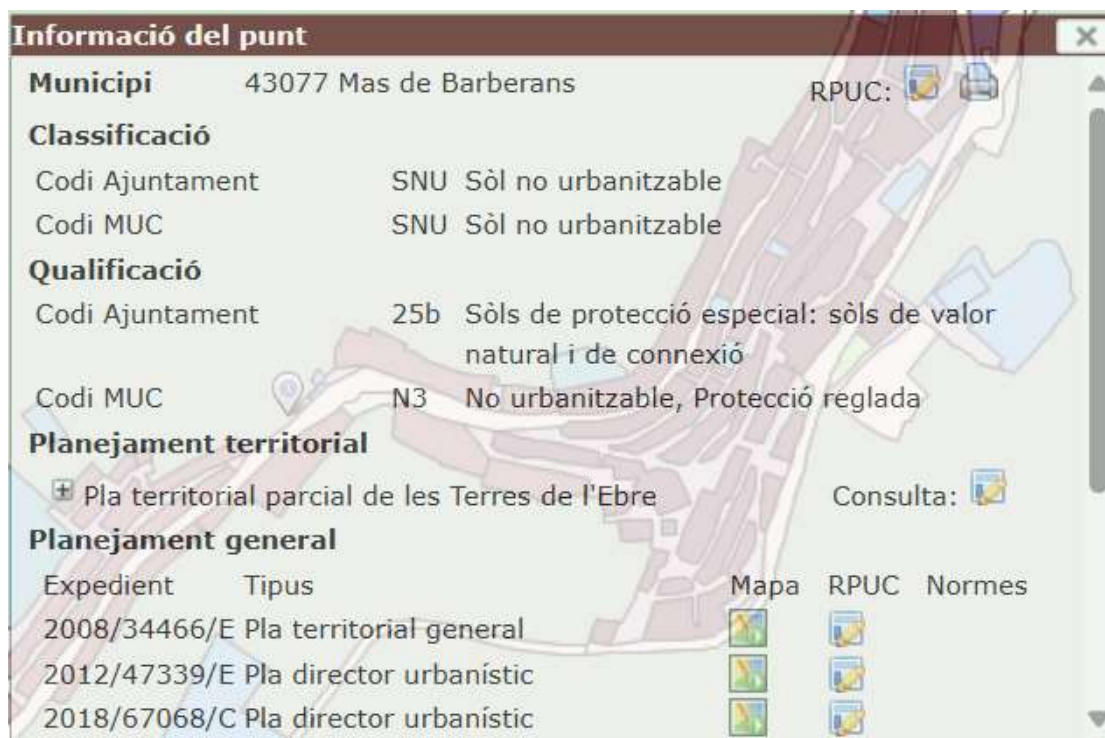 Informació del punt
Municipi 43077 Mas de Barberans RPUC:
Classificació
Codi Ajuntament SNU Sòl no urbanitzable
Codi MUC SNU Sòl no urbanitzable
Qualificació
Codi Ajuntament 25b Sòls de protecció especial: sòls de valor
natural i de connexió
Codi MUC N3 No urbanitzable, Protecció reglada
Planejament territorial
Pla territorial parcial de les Terres de l'Ebre Consulta:
Planejament general
Expedient Tipus Mapa RPUC Normes
2008/34466/E Pla territorial general
2012/47339/E Pla director urbanístic
2018/67068/C Pla director urbanístic